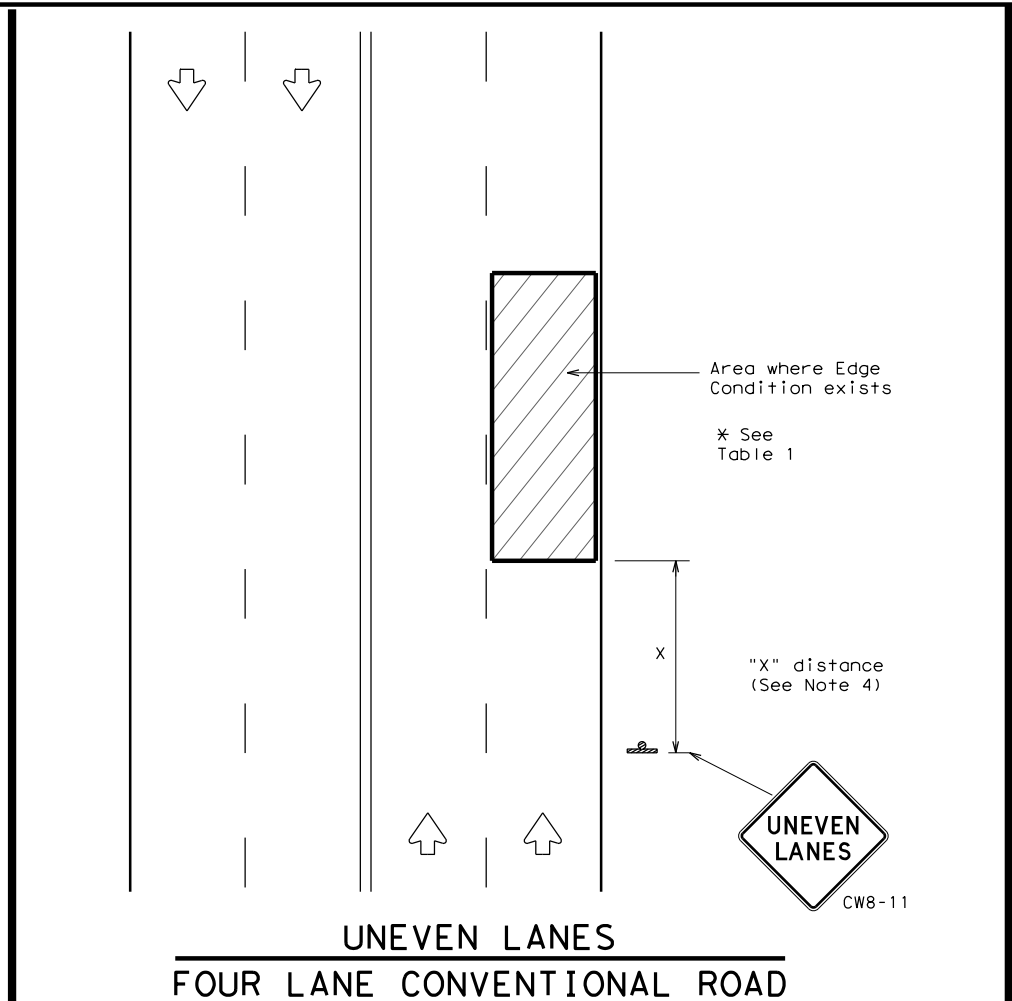 Area where Edge
Condition exists
* See
Table 1
X
"X" distance
(See Note 4)
UNEVEN
LANES
CW8-11
UNEVEN LANES
FOUR LANE CONVENTIONAL ROAD